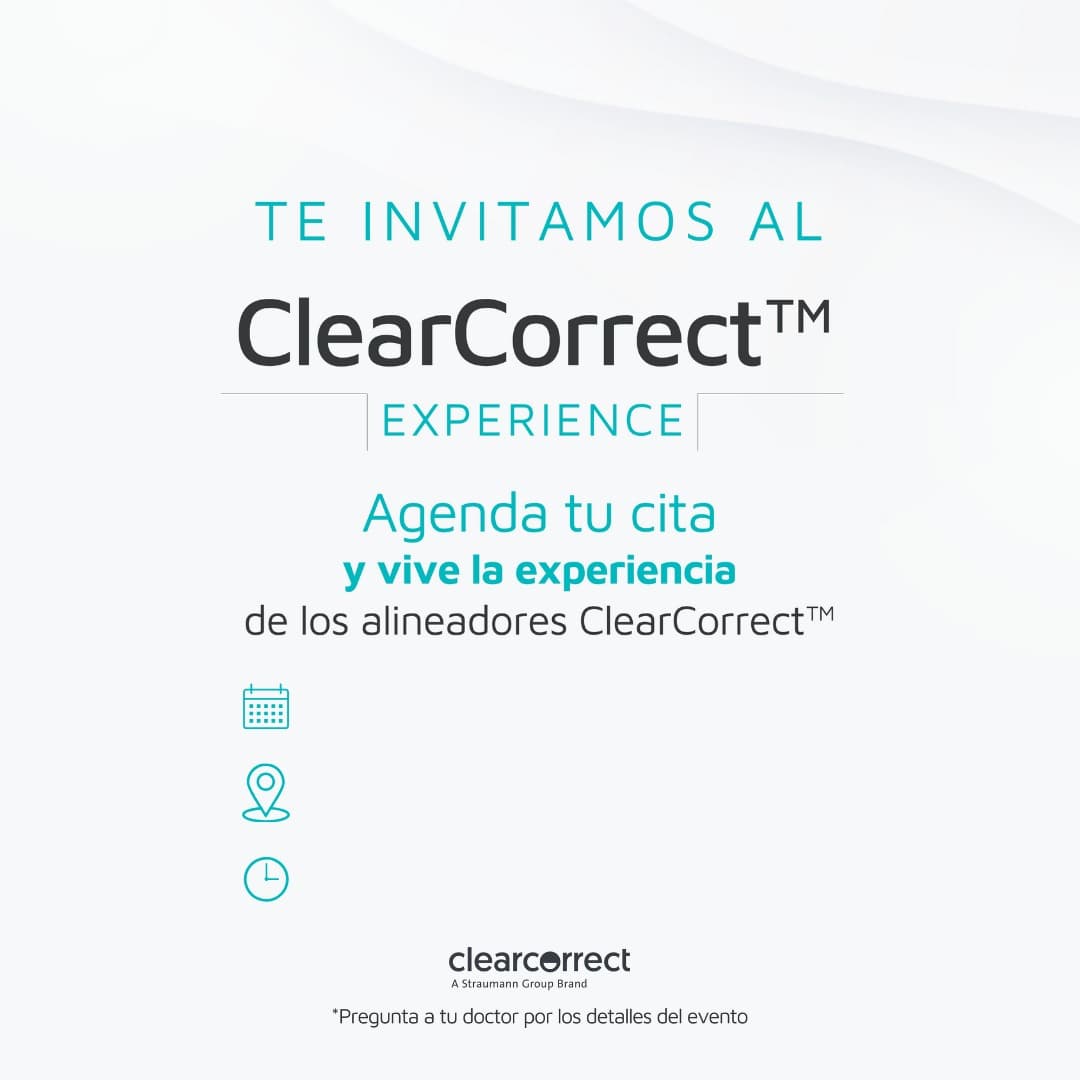 TE INVITAMOS AL
ClearCorrect™
EXPERIENCE
Agenda tu cita
y vive la experiencia
de los alineadores ClearCorrect™
clearcorrect
A Straumann Group Brand
*Pregunta a tu doctor por los detalles del evento